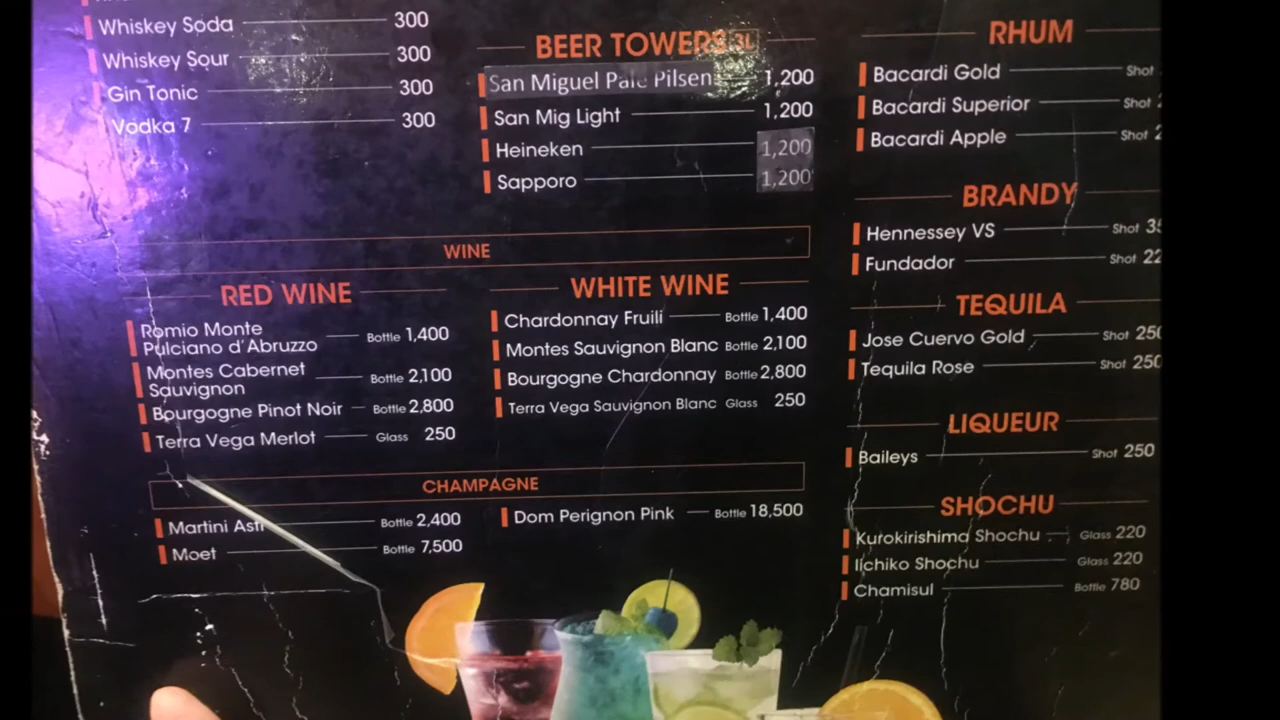 Whiskey Soda 300
Whiskey Sour 300
Gin Tonic 300
Vodka 7 300
BEER TOWERS 3L
San Miguel Pale Pilsen 1,200
San Mig Light 1,200
Heineken 1,200
Sapporo 1,200
WINE
RED WINE
Romio Monte
Pulciano d'Abruzzo Bottle 1,400
Montes Cabernet
Sauvignon Bottle 2,100
Bourgogne Pinot Noir Bottle 2,800
Terra Vega Merlot Glass 250
WHITE WINE
Chardonnay Fruili Bottle 1,400
Montes Sauvignon Blanc Bottle 2,100
Bourgogne Chardonnay Bottle 2,800
Terra Vega Sauvignon Blanc Glass 250
CHAMPAGNE
Martini Asti Bottle 2,400
Moet Bottle 7,500
Dom Perignon Pink Bottle 18,500
RHUM
Bacardi Gold Shot
Bacardi Superior Shot
Bacardi Apple Shot
BRANDY
Hennessey VS Shot
Fundador Shot
TEQUILA
Jose Cuervo Gold Shot 250
Tequila Rose Shot 250
LIQUEUR
Baileys Shot 250
SHOCHU
Kurokirishima Shochu Glass 220
Iichiko Shochu Glass 220
Chamisul Bottle 780